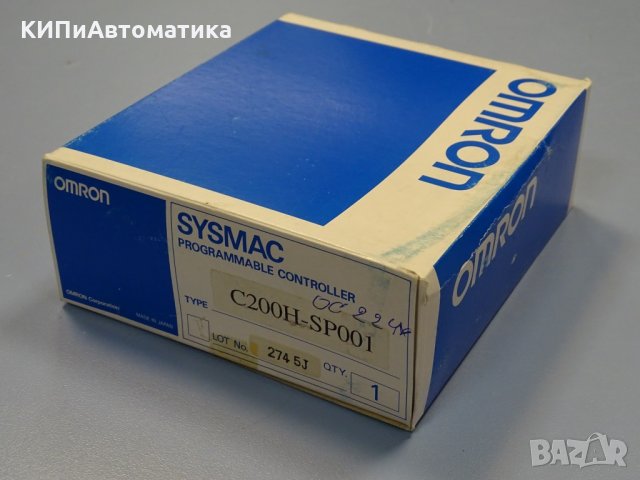 КИПиАвтоматика
OMRON
OMRON
OMRON
SYSMAC
PROGRAMMABLE CONTROLLER
TYPE
C200H-SP001
LOT No.
274 5J
QTY.
1
OMRON Corporation
MADE IN JAPAN
BAZAR